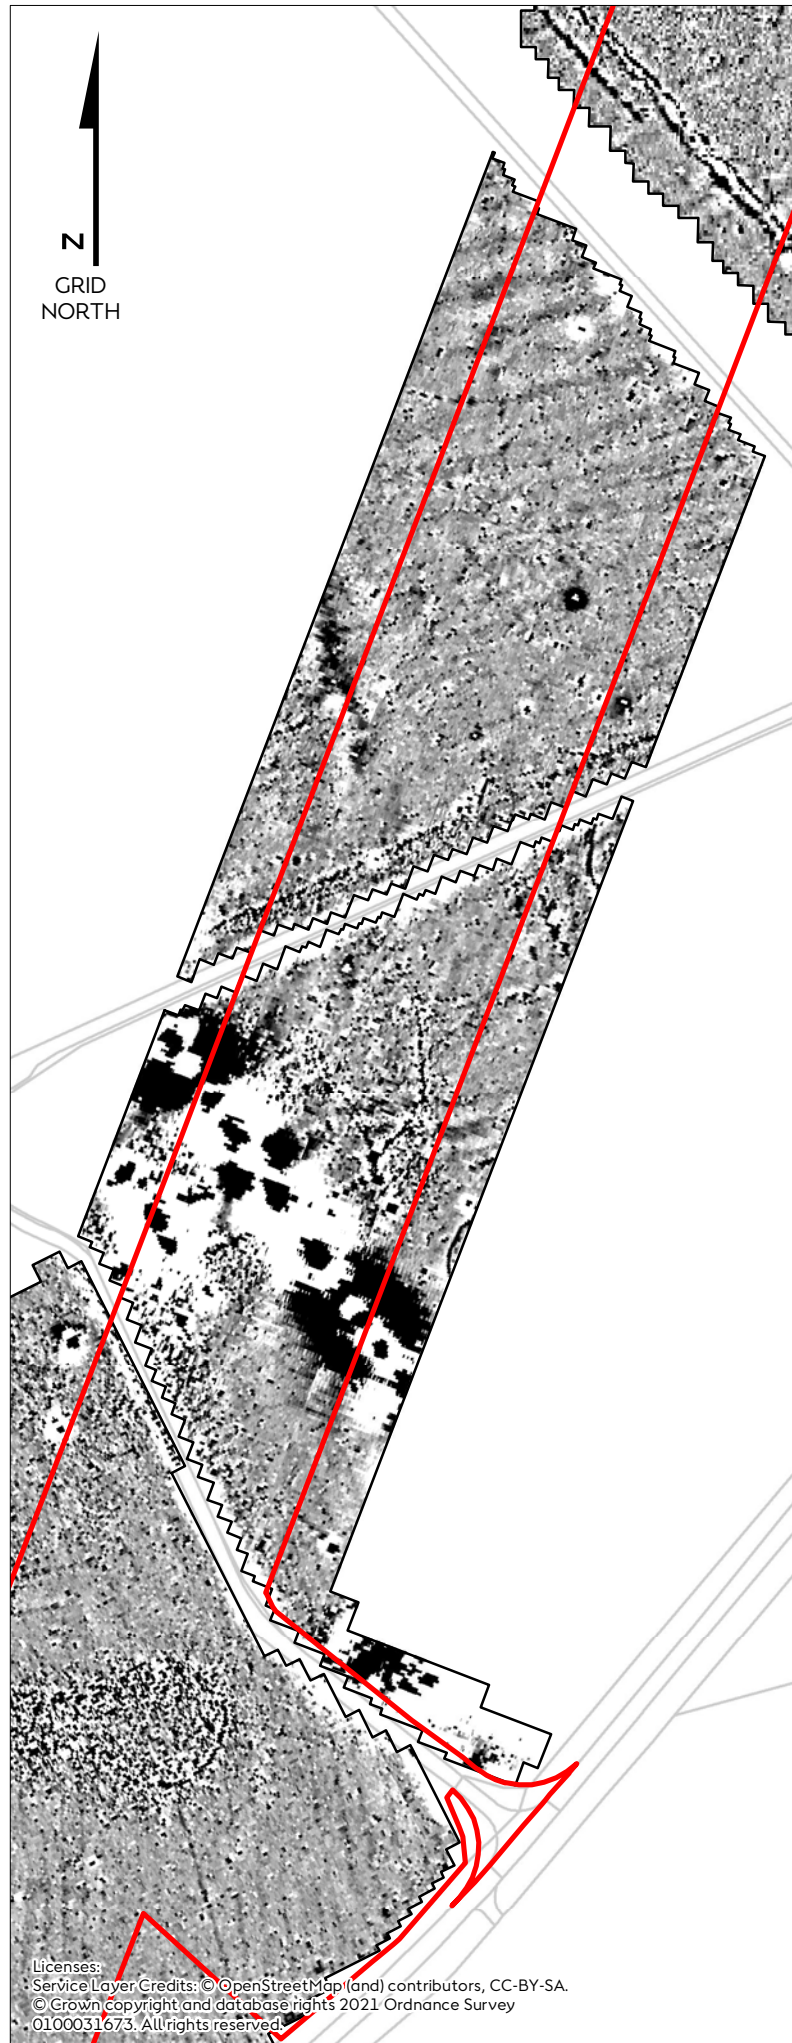 N
GRID
NORTH
Licenses:
Service Layer Credits: © OpenStreetMap (and) contributors, CC-BY-SA.
© Crown copyright and database rights 2021 Ordnance Survey
0100031673. All rights reserved.